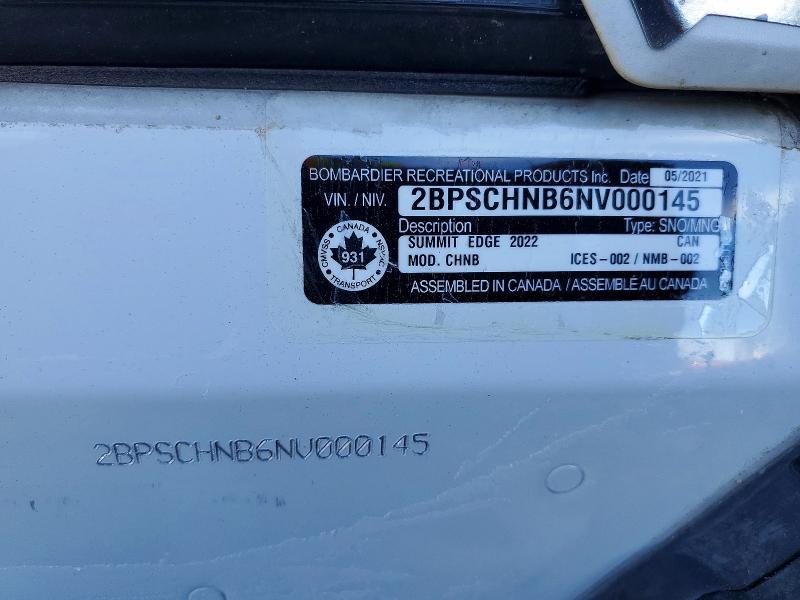 BOMBARDIER RECREATIONAL PRODUCTS Inc. Date 05/2021
VIN. / NIV. 2BPSCHNB6NV000145
Description Type: SNO/MNG
SUMMIT EDGE 2022 CAN
MOD. CHNB ICES-002 / NMB-002
ASSEMBLED IN CANADA / ASSEMBLÉ AU CANADA
CANADA
CMVSS 931 NSVAC
TRANSPORT
2BPSCHNB6NV000145